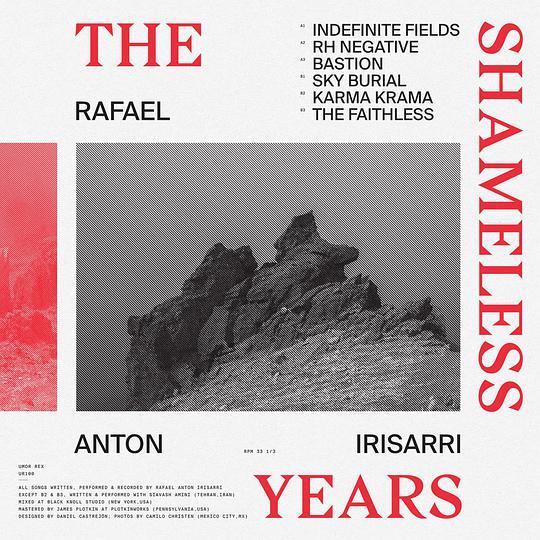 THE
RAFAEL
A1 INDEFINITE FIELDS
A2 RH NEGATIVE
A3 BASTION
B1 SKY BURIAL
B2 KARMA KRAMA
B3 THE FAITHLESS
SHAMELESS
ANTON
RPM 33 1/3
IRISARRI
YEARS
UMOR REX
UR100
ALL SONGS WRITTEN, PERFORMED & RECORDED BY RAFAEL ANTON IRISARRI
EXCEPT B2 & B3, WRITTEN & PERFORMED WITH SIAVASH AMINI (TEHRAN,IRAN)
MIXED AT BLACK KNOLL STUDIO (NEW YORK,USA)
MASTERED BY JAMES PLOTKIN AT PLOTKINWORKS (PENNSYLVANIA,USA)
DESIGNED BY DANIEL CASTREJÓN; PHOTOS BY CAMILO CHRISTEN (MEXICO CITY,MX)